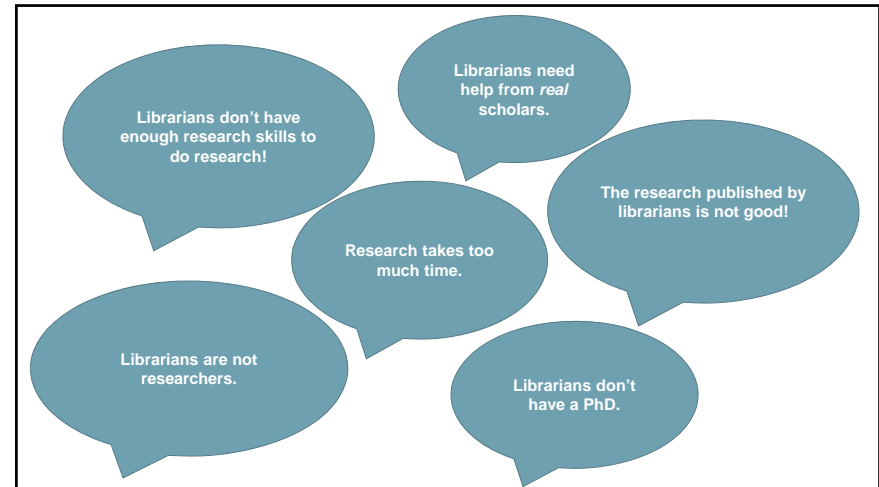 Librarians need
help from real
scholars.
Librarians don’t have
enough research skills to
do research!
The research published by
librarians is not good!
Research takes too
much time.
Librarians are not
researchers.
Librarians don’t
have a PhD.